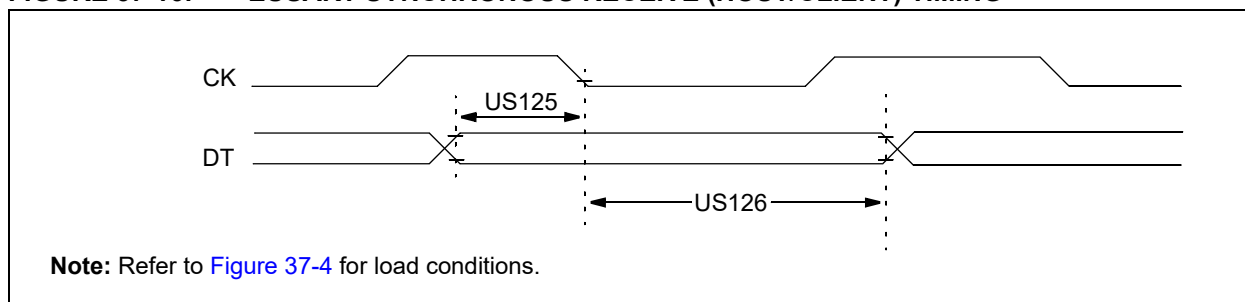 CK
US125
DT
US126
Note: Refer to Figure 37-4 for load conditions.